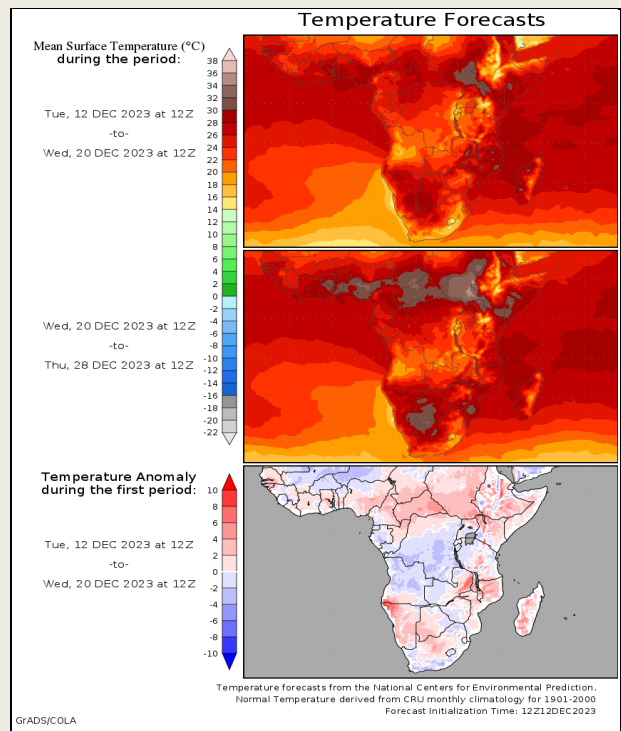 Temperature Forecasts
Mean Surface Temperature (°C)
during the period:
Tue, 12 DEC 2023 at 12Z
-to-
Wed, 20 DEC 2023 at 12Z
38
36
34
32
30
28
26
24
22
20
18
16
14
12
10
8
6
4
2
0
-2
-4
-6
-8
-10
-12
-14
-16
-18
-20
-22
Wed, 20 DEC 2023 at 12Z
-to-
Thu, 28 DEC 2023 at 12Z
Temperature Anomaly
during the first period:
Tue, 12 DEC 2023 at 12Z
-to-
Wed, 20 DEC 2023 at 12Z
10
8
6
4
2
0
-2
-4
-6
-8
-10
Temperature forecasts from the National Centers for Environmental Prediction.
Normal Temperature derived from CRU monthly climatology for 1901-2000
Forecast Initialization Time: 12Z12DEC2023
GrADS/COLA